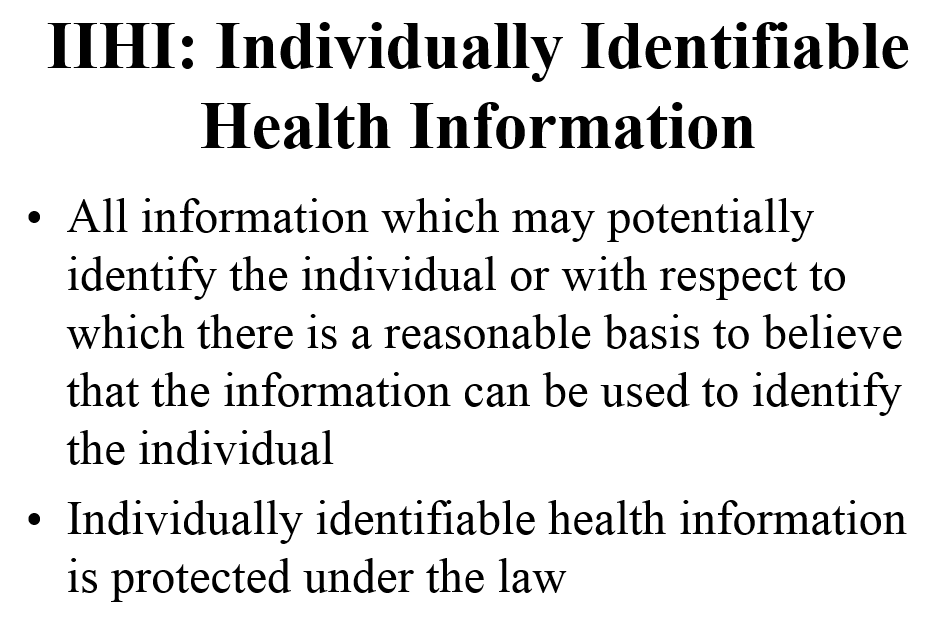 IIHI: Individually Identifiable
Health Information
• All information which may potentially
identify the individual or with respect to
which there is a reasonable basis to believe
that the information can be used to identify
the individual
• Individually identifiable health information
is protected under the law